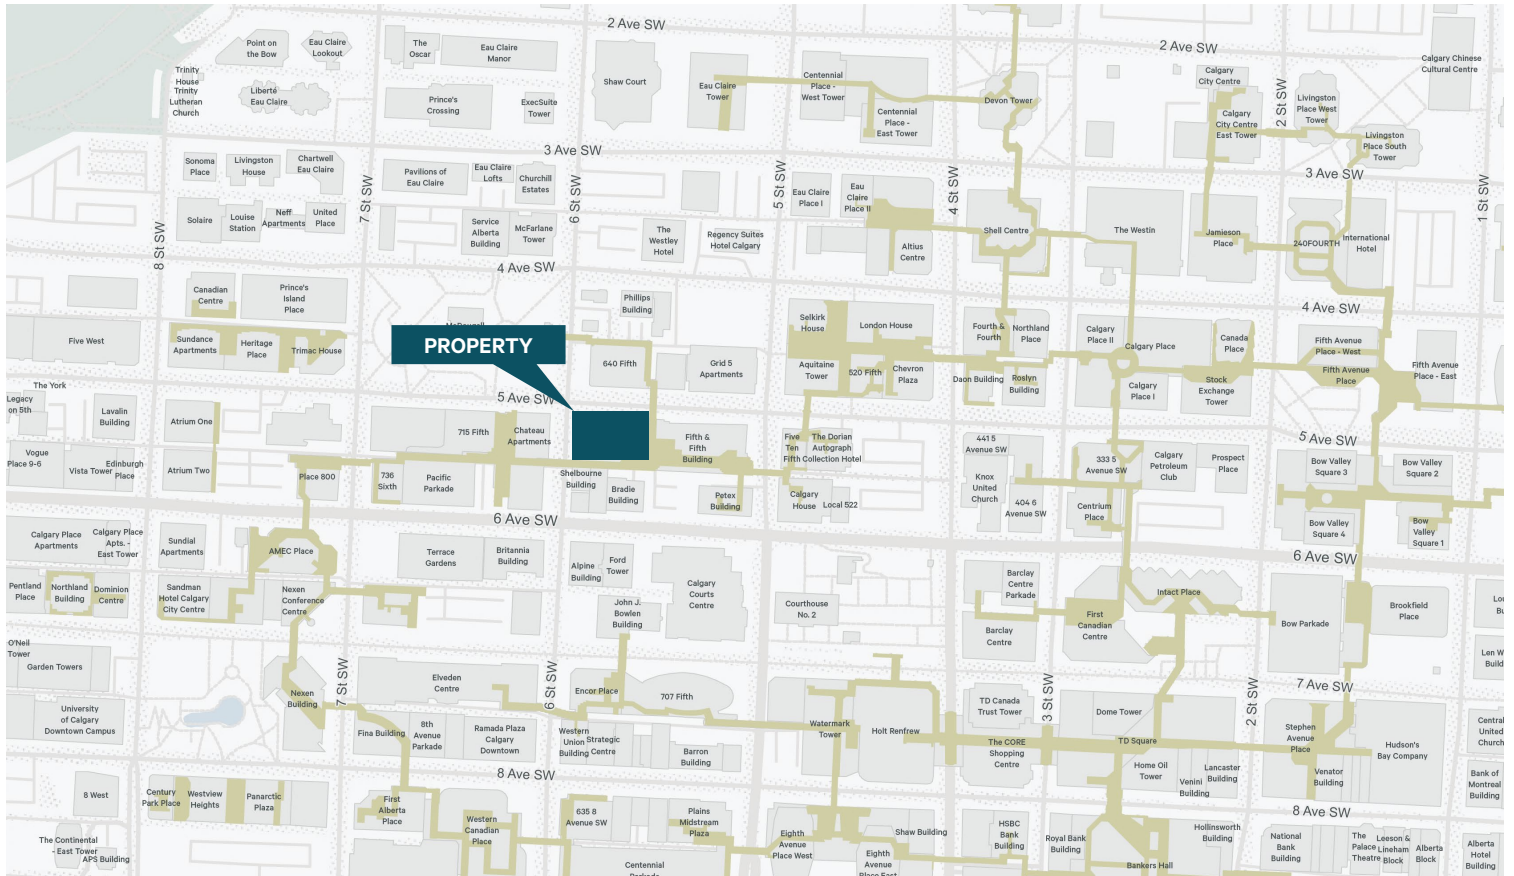 2 Ave SW
2 Ave SW
Point on
the Bow
Eau Claire
Lookout
The
Oscar
Eau Claire
Manor
Shaw Court
Eau Claire
Tower
Centennial
Place -
West Tower
Centennial
Place -
East Tower
Devon Tower
Calgary
City Centre
Calgary
City Centre
East Tower
2 St SW
Livingston
Place West
Tower
Livingston
Place South
Tower
Calgary Chinese
Cultural Centre
Trinity
House
Trinity
Lutheran
Church
Liberté
Eau Claire
Prince's
Crossing
ExecSuite
Tower
3 Ave SW
3 Ave SW
Sonoma
Place
Livingston
House
Chartwell
Eau Claire
Pavilions of
Eau Claire
Eau Claire
Lofts
Churchill
Estates
Eau Claire
Place I
Eau
Claire
Place II
8 St SW
7 St SW
6 St SW
5 St SW
4 St SW
1 St SW
Solaire
Louise
Station
Neff
Apartments
United
Place
Service
Alberta
Building
McFarlane
Tower
The
Westley
Hotel
Regency Suites
Hotel Calgary
Altius
Centre
Shell Centre
The Westin
Jamieson
Place
240FOURTH
International
Hotel
4 Ave SW
4 Ave SW
Canadian
Centre
Prince's
Island
Place
Phillips
Building
Selkirk
House
London House
Fourth &
Fourth
Northland
Place
Calgary
Place II
Calgary Place
Canada
Place
Fifth Avenue
Place - West
Fifth Avenue
Place
Fifth Avenue
Place - East
Five West
Sundance
Apartments
Heritage
Place
Trimac House
PROPERTY
640 Fifth
Grid 5
Apartments
Aquitaine
Tower
520 Fifth
Chevron
Plaza
Daon Building
Roslyn
Building
Calgary
Place I
Stock
Exchange
Tower
The York
Legacy
on 5th
Lavalin
Building
Atrium One
5 Ave SW
5 Ave SW
715 Fifth
Chateau
Apartments
Fifth &
Fifth
Building
Five
Ten
Fifth
The Dorian
Autograph
Collection Hotel
441 5
Avenue SW
333 5
Avenue SW
Calgary
Petroleum
Club
Prospect
Place
Bow Valley
Square 3
Bow Valley
Square 2
Vogue
Place 9-6
Vista Tower
Edinburgh
Place
Atrium Two
Place 800
736
Sixth
Pacific
Parkade
Shelbourne
Building
Bradie
Building
Petex
Building
Calgary
House
Local 522
Knox
United
Church
404 6
Avenue SW
Centrium
Place
Bow Valley
Square 4
Bow
Valley
Square 1
6 Ave SW
6 Ave SW
Calgary Place
Apartments
Calgary Place
Apts. -
East Tower
Sundial
Apartments
AMEC Place
Terrace
Gardens
Britannia
Building
Alpine
Building
Ford
Tower
Calgary
Courts
Centre
Courthouse
No. 2
Barclay
Centre
Parkade
Barclay
Centre
First
Canadian
Centre
Intact Place
Bow Parkade
Brookfield
Place
Pentland
Place
Northland
Building
Dominion
Centre
Sandman
Hotel Calgary
City Centre
Nexen
Conference
Centre
John J.
Bowlen
Building
O'Neil
Tower
Garden Towers
7 Ave SW
7 St SW
6 St SW
3 St SW
2 St SW
Nexen
Building
Elveden
Centre
Encor Place
707 Fifth
TD Canada
Trust Tower
Dome Tower
University
of Calgary
Downtown Campus
Fina Building
8th
Avenue
Parkade
Ramada Plaza
Calgary
Downtown
Western
Union
Building
Strategic
Centre
Barron
Building
Watermark
Tower
Holt Renfrew
The CORE
Shopping
Centre
TD Square
Home Oil
Tower
Venini
Building
Lancaster
Building
Stephen
Avenue
Place
Venator
Building
Hudson's
Bay Company
Central
United
Church
Bank of
Montreal
Building
8 Ave SW
8 Ave SW
8 West
Century
Park Place
Westview
Heights
Panarctic
Plaza
First
Alberta
Place
Western
Canadian
Place
635 8
Avenue SW
Plains
Midstream
Plaza
Eighth
Avenue
Place West
Shaw Building
Eighth
Avenue
HSBC
Bank
Building
Royal Bank
Building
Bankers Hall
Hollinsworth
Building
National
Bank
Building
The
Palace
Theatre
Leeson &
Lineham
Block
Alberta
Block
Alberta
Hotel
Building
The Continental
- East Tower
APS Building
Centennial